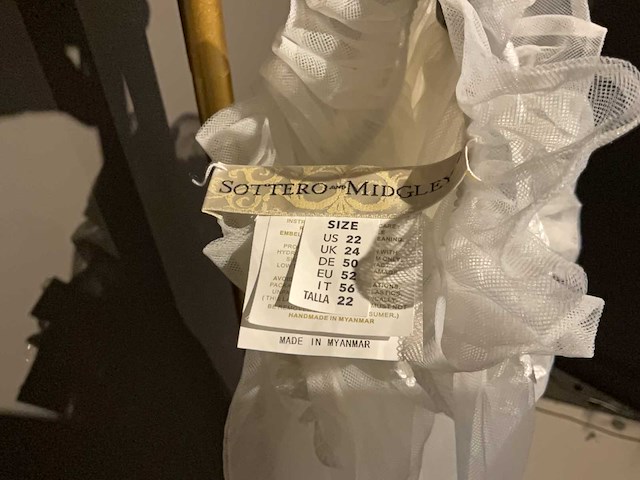 SOTTERO AND MIDGLEY
SIZE
US 22
UK 24
DE 50
EU 52
IT 56
TALLA 22
HANDMADE IN MYANMAR
MADE IN MYANMAR